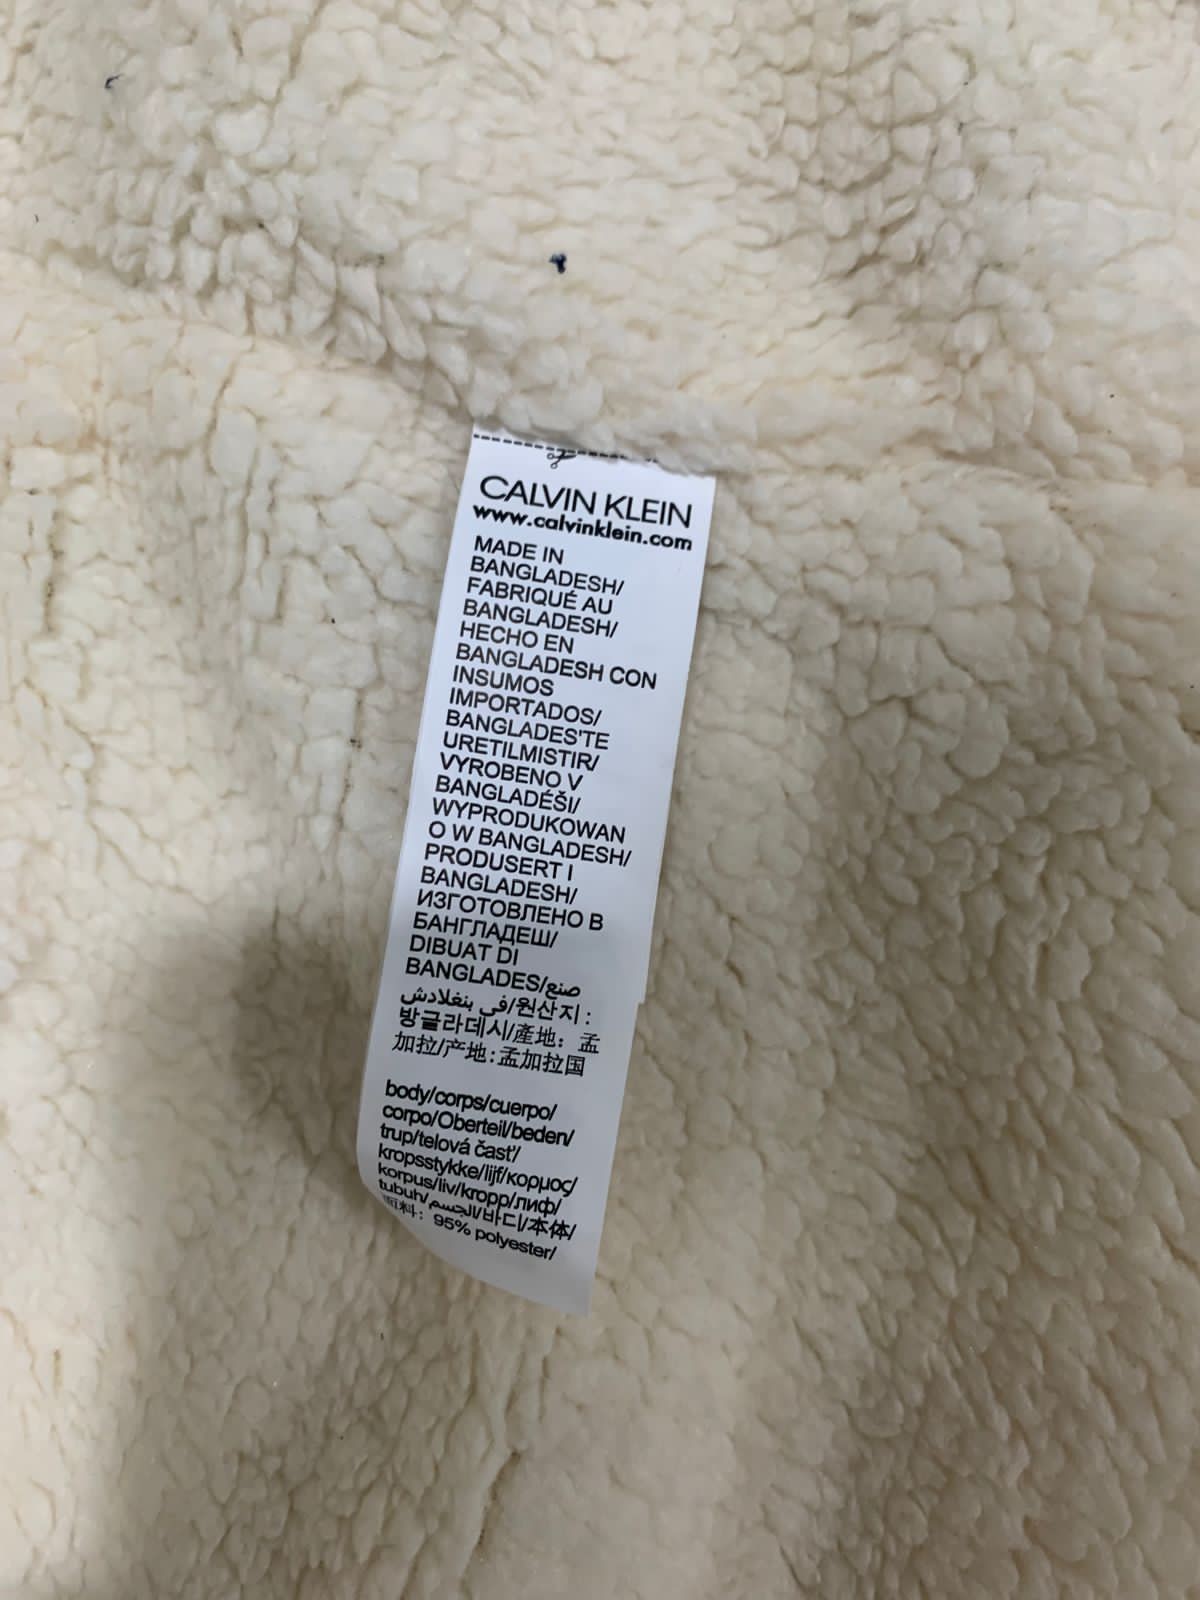 CALVIN KLEIN
www.calvinklein.com
MADE IN
BANGLADESH/
FABRIQUÉ AU
BANGLADESH/
HECHO EN
BANGLADESH CON
INSUMOS
IMPORTADOS/
BANGLADES'TE
URETILMISTIR/
VYROBENO V
BANGLADÉŠI/
WYPRODUKOWAN
O W BANGLADESH/
PRODUSERT I
BANGLADESH/
ИЗГОТОВЛЕНО В
БАНГЛАДЕШ/
DIBUAT DI
BANGLADES/صنع
في بنغلادش/원산지:
방글라데시/產地：孟
加拉/产地:孟加拉国
body/corps/cuerpo/
corpo/Oberteil/beden/
trup/telová časť/
kropsstykke/lijf/κορμος/
korpus/liv/kropp/лиф/
tubuh/الجسم/바디/本体/
面料：95% polyester/